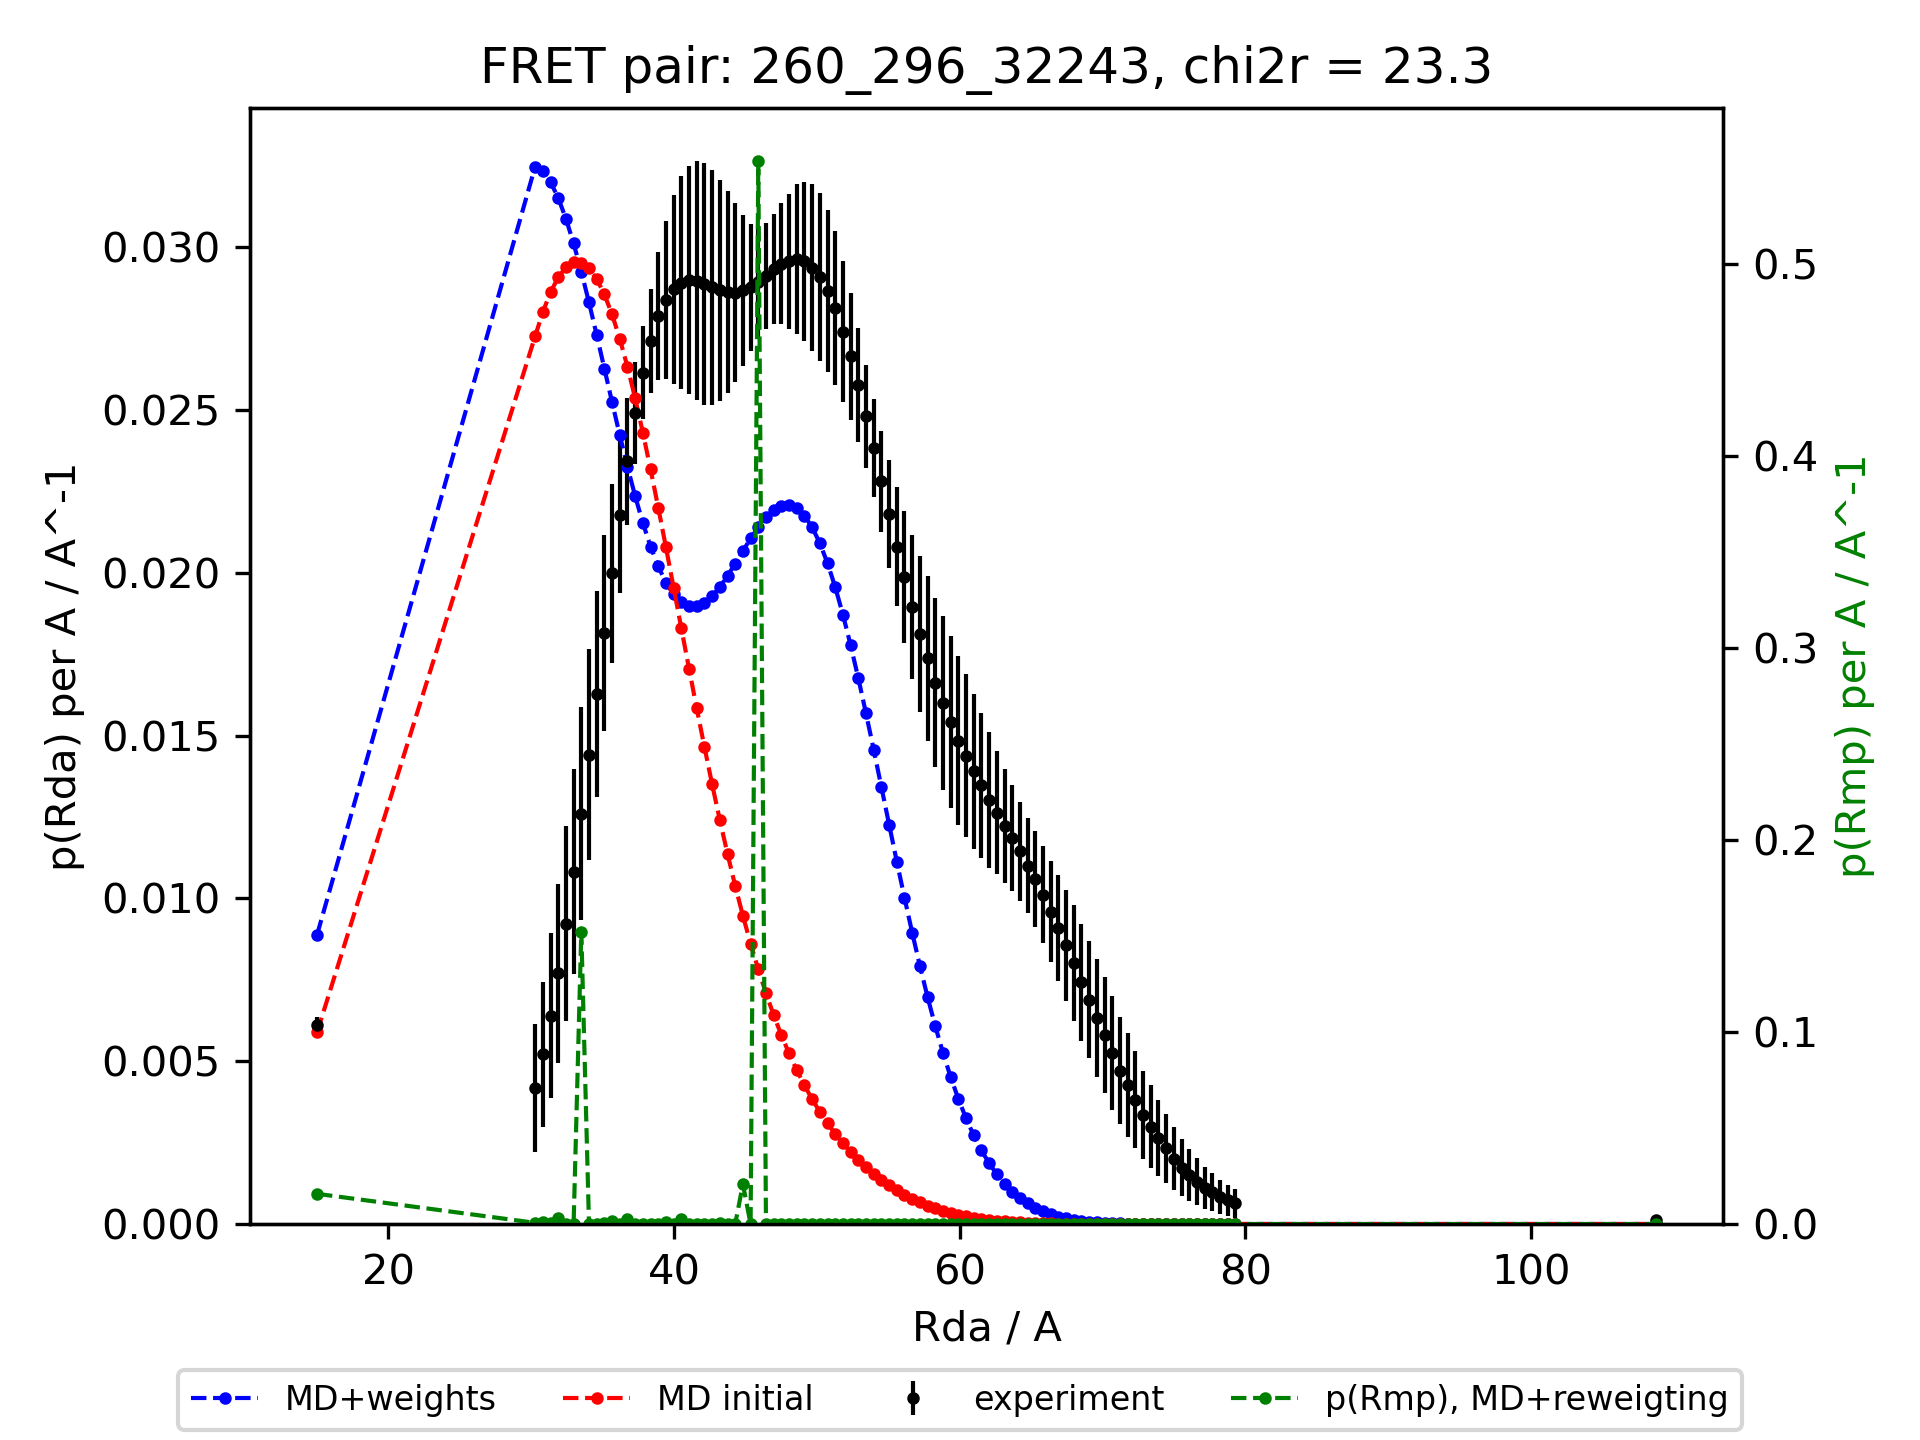 FRET pair: 260_296_32243, chi2r = 23.3
p(Rda) per A / A^-1
0.030
0.025
0.020
0.015
0.010
0.005
0.000
0.5
0.4
0.3
0.2
0.1
0.0
p(Rmp) per A / A^-1
20 40 60 80 100
Rda / A
MD+weights MD initial experiment p(Rmp), MD+reweigting